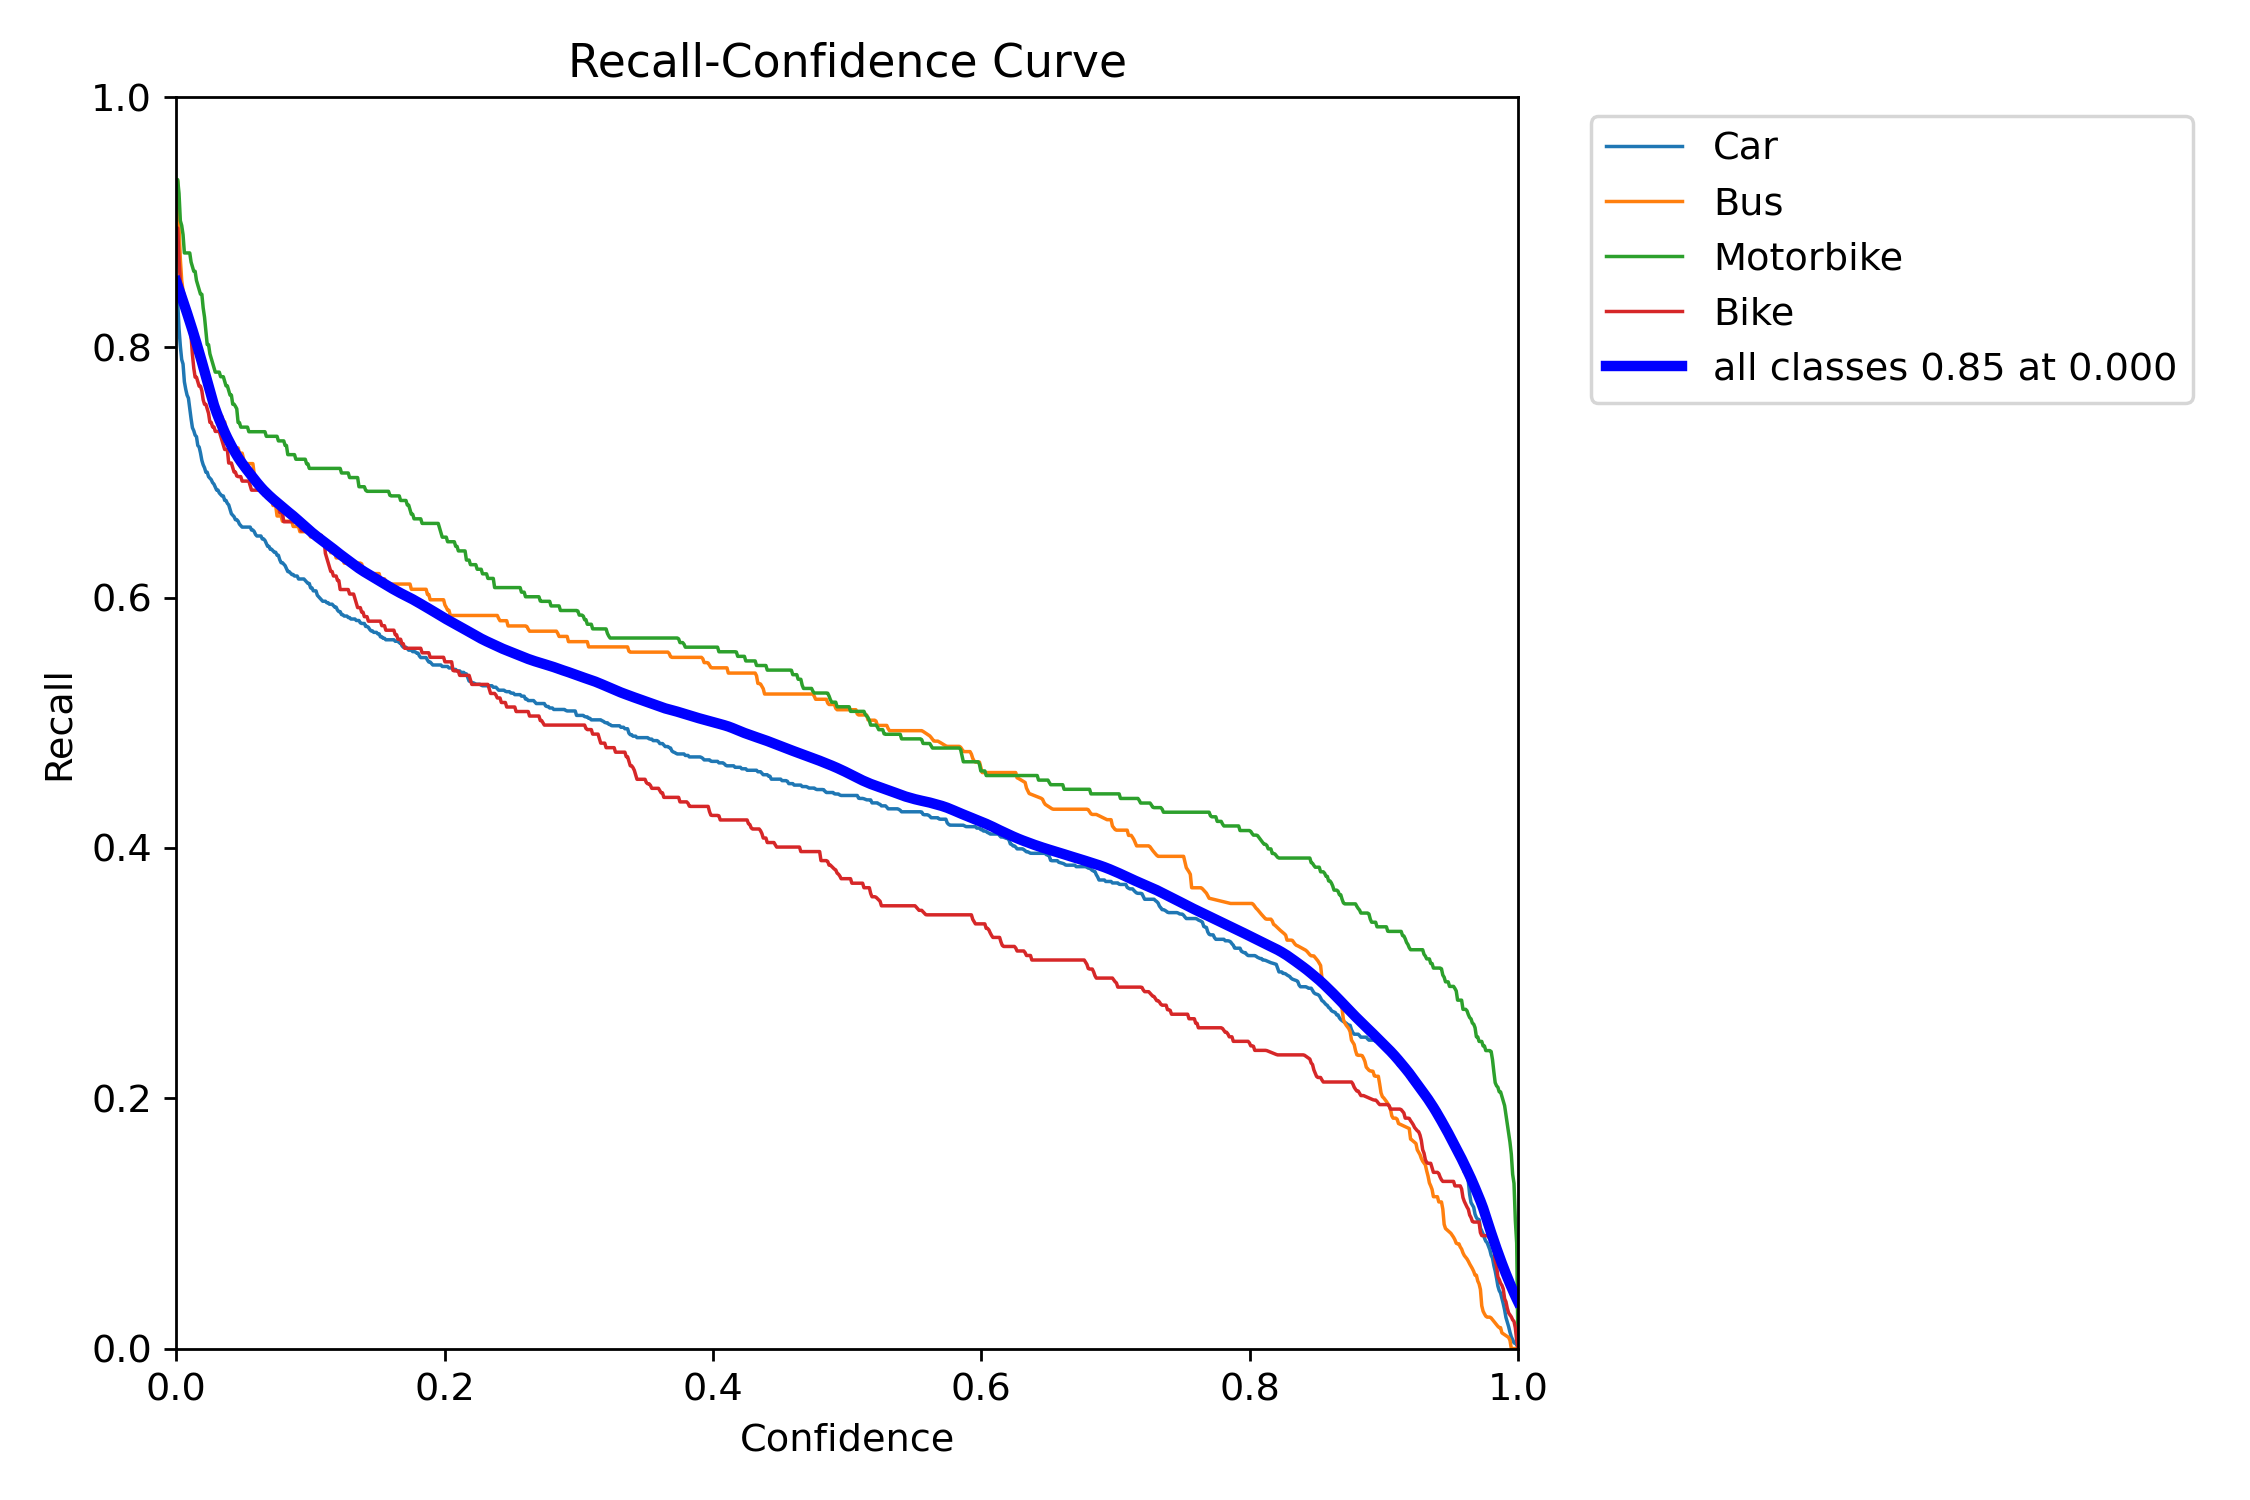 Recall-Confidence Curve
1.0
0.8
0.6
0.4
0.2
0.0
Recall
0.0 0.2 0.4 0.6 0.8 1.0
Confidence
Car
Bus
Motorbike
Bike
all classes 0.85 at 0.000